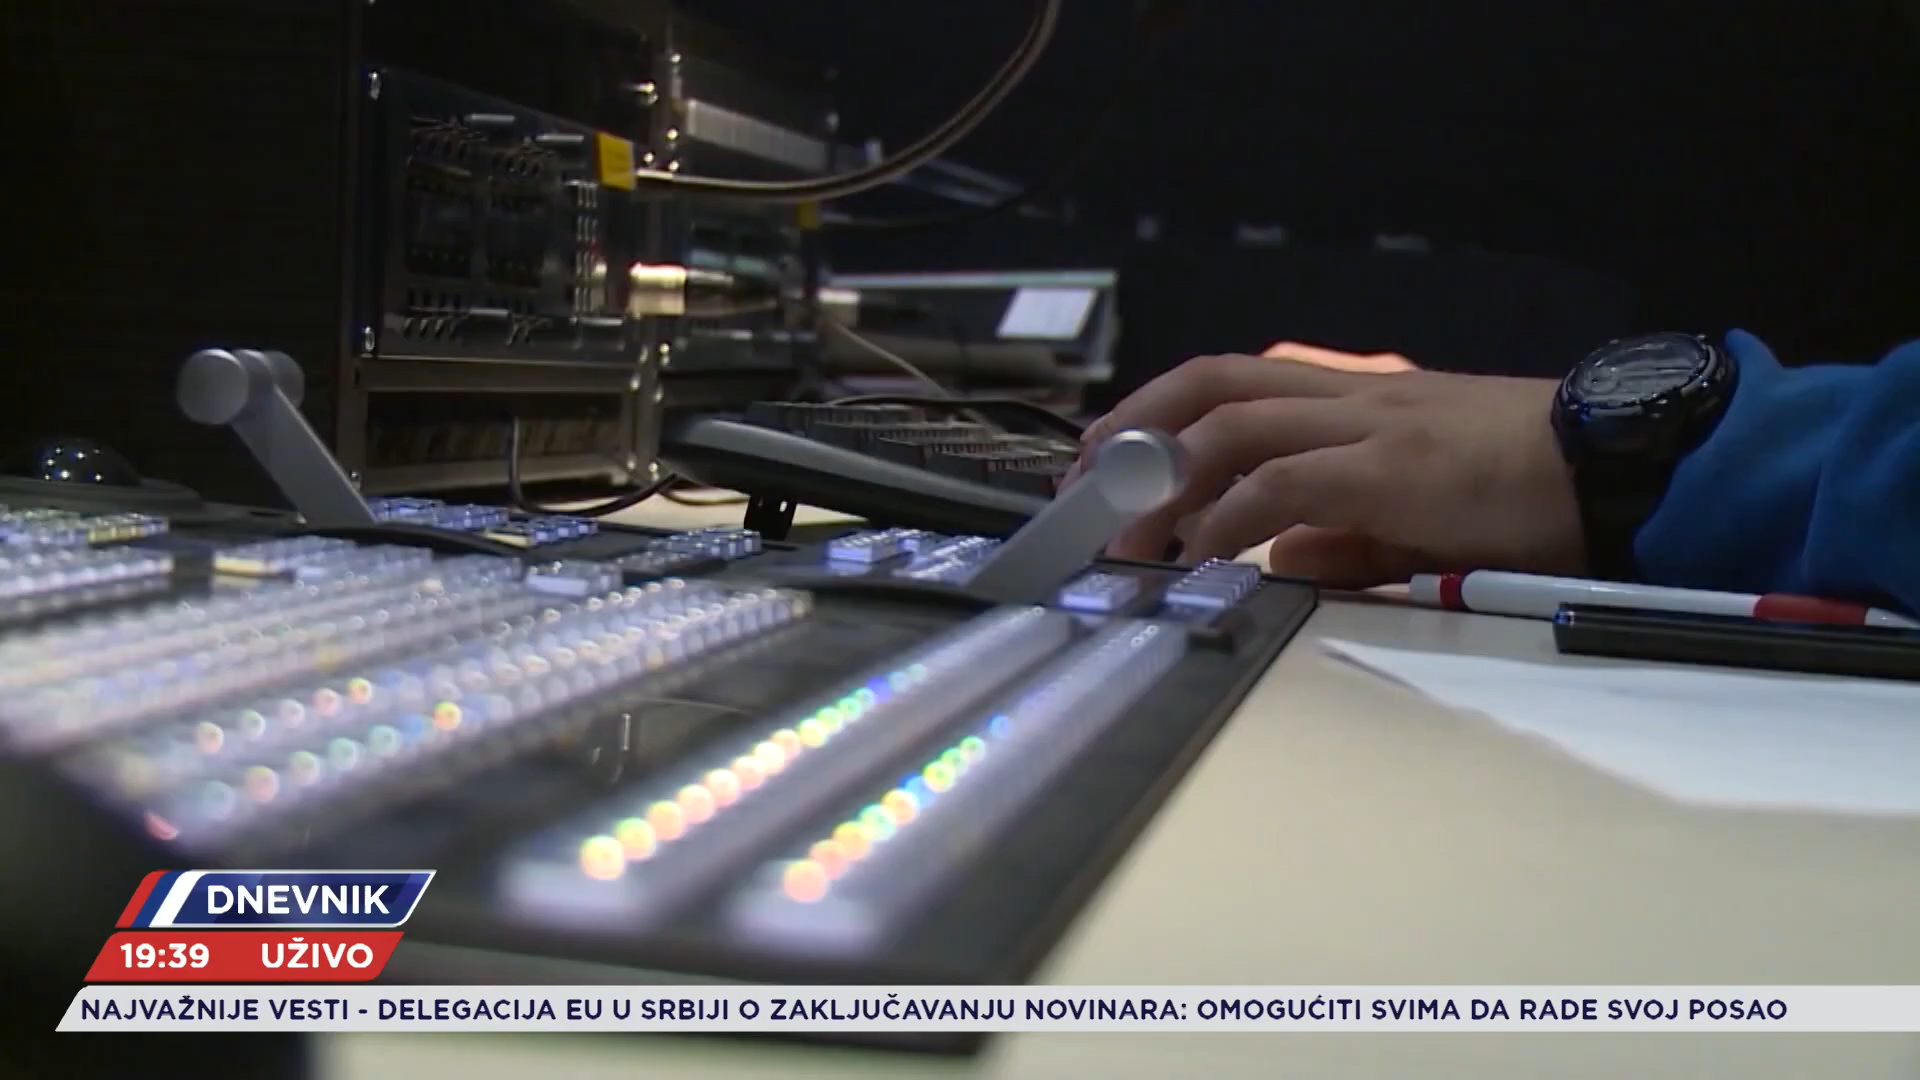 DNEVNIK
19:39 UŽIVO
NAJVAŽNIJE VESTI - DELEGACIJA EU U SRBIJI O ZAKLJUČAVANJU NOVINARA: OMOGUĆITI SVIMA DA RADE SVOJ POSAO